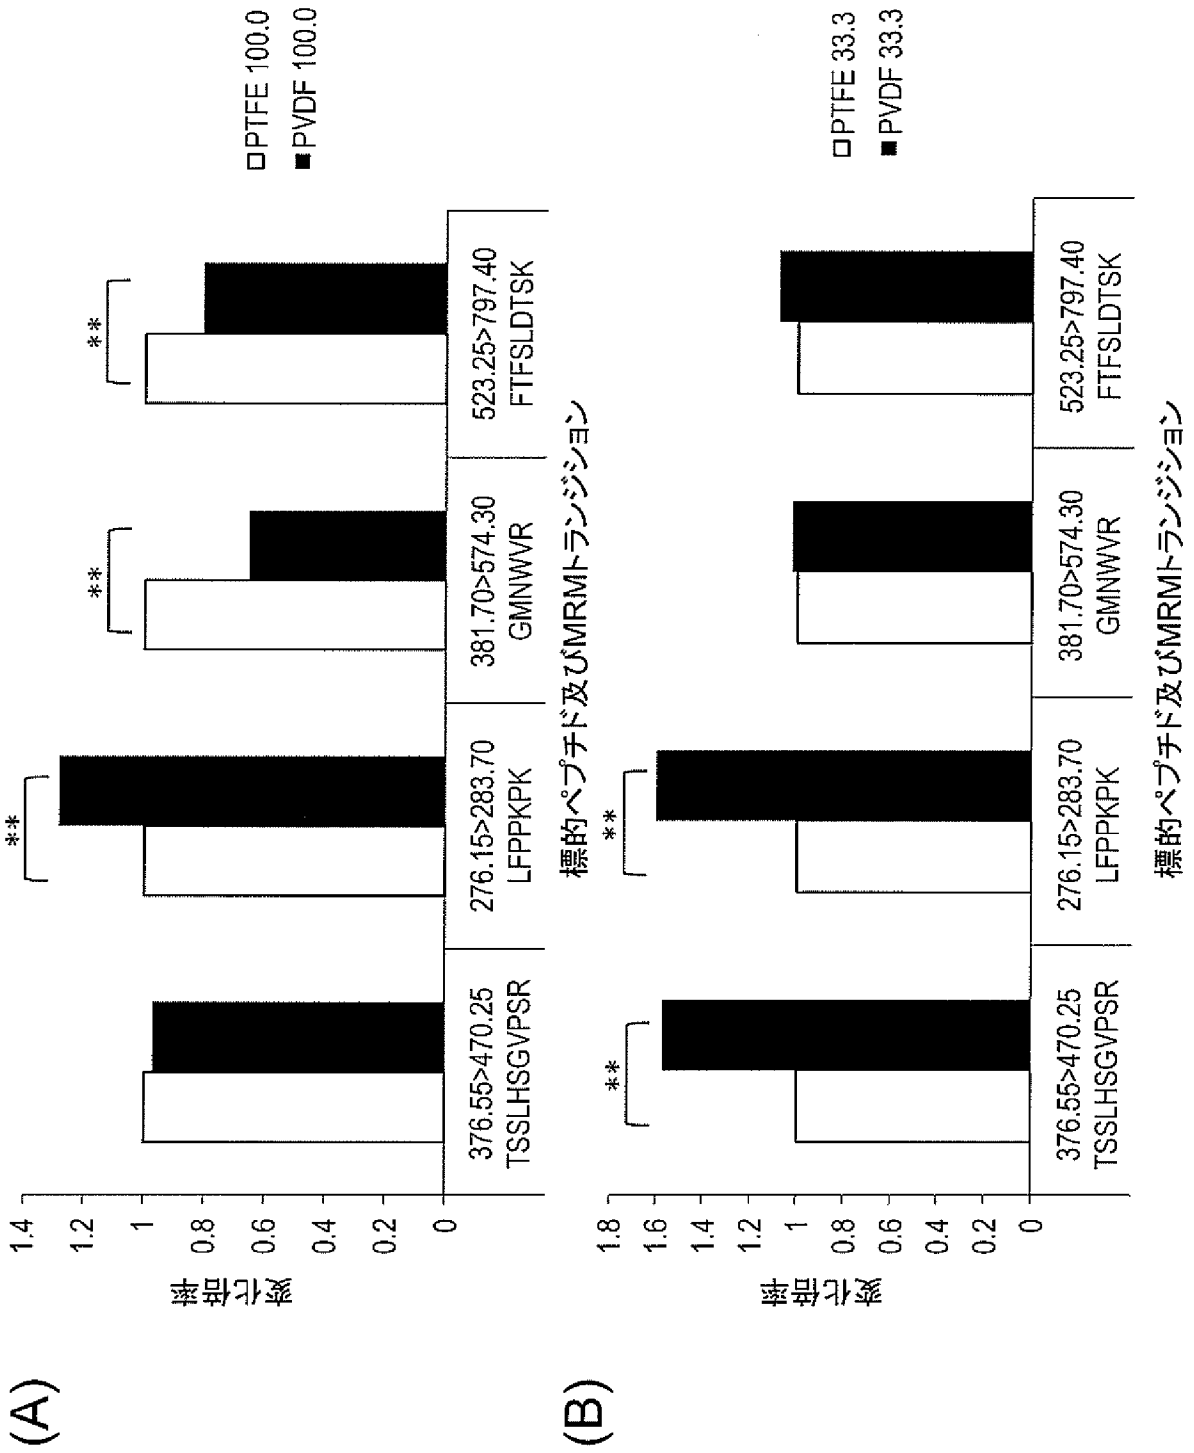 (A)
変化倍率
1.4
1.2
1
0.8
0.6
0.4
0.2
0
**
**
**
376.55>470.25
TSSLHSGVPSR
276.15>283.70
LFPPKPK
381.70>574.30
GMNWVR
523.25>797.40
FTFSLDTSK
標的ペプチド及びMRMトランジション
PTFE 100.0
PVDF 100.0
(B)
変化倍率
1.8
1.6
1.4
1.2
1
0.8
0.6
0.4
0.2
0
**
**
376.55>470.25
TSSLHSGVPSR
276.15>283.70
LFPPKPK
381.70>574.30
GMNWVR
523.25>797.40
FTFSLDTSK
標的ペプチド及びMRMトランジション
PTFE 33.3
PVDF 33.3